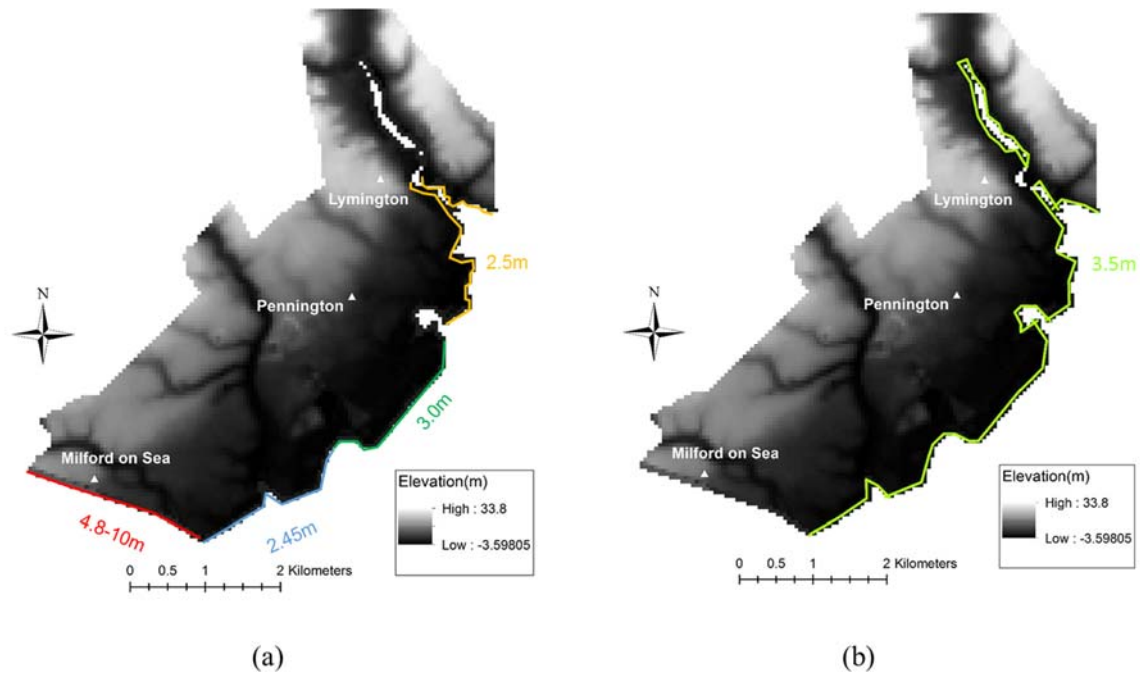 Lymington
2.5m
Pennington
N
3.0m
Milford on Sea
4.8-10m
2.45m
Elevation(m)
High : 33.8
Low : -3.59805
0 0.5 1 2 Kilometers
(a)
Lymington
3.5m
Pennington
N
Milford on Sea
Elevation(m)
High : 33.8
Low : -3.59805
0 0.5 1 2 Kilometers
(b)